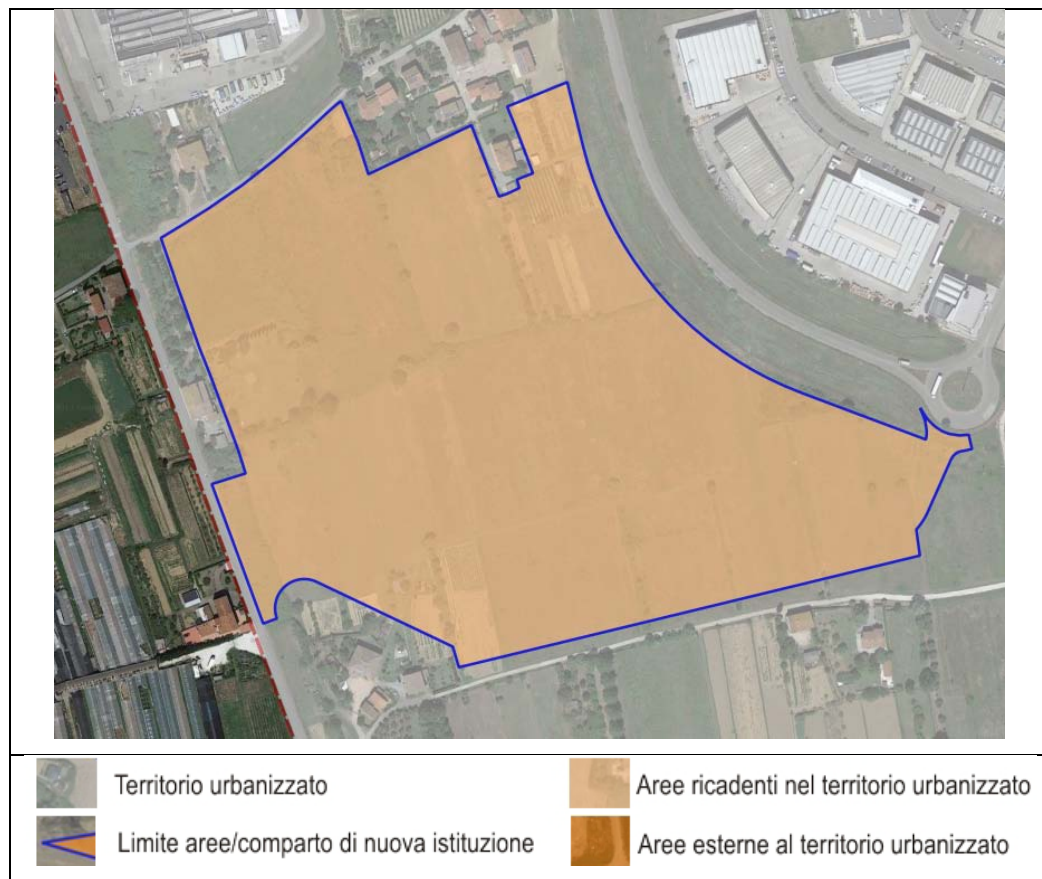 Territorio urbanizzato
Aree ricadenti nel territorio urbanizzato
Limite aree/comparto di nuova istituzione
Aree esterne al territorio urbanizzato